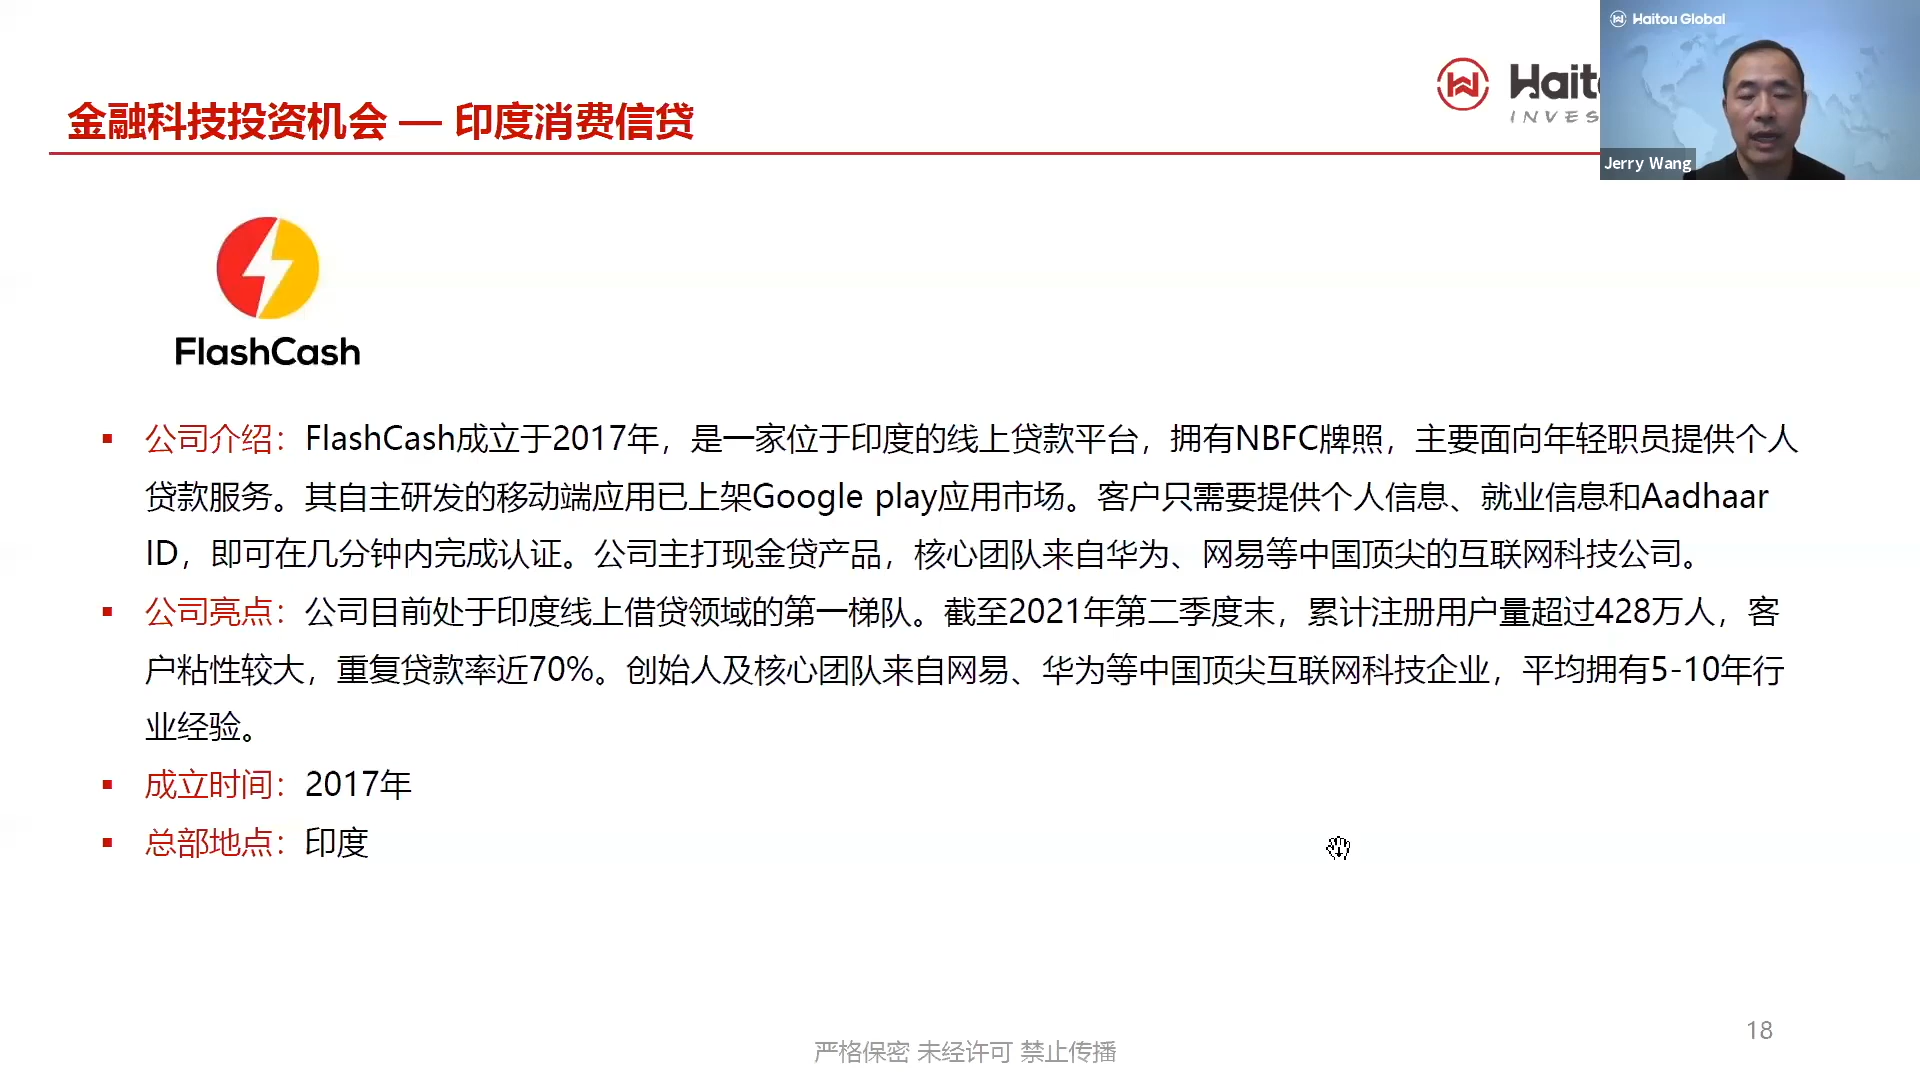 Haitou Global
金融科技投资机会 — 印度消费信贷
INVES
Jerry Wang
FlashCash
▪ 公司介绍：FlashCash成立于2017年，是一家位于印度的线上贷款平台，拥有NBFC牌照，主要面向年轻职员提供个人
贷款服务。其自主研发的移动端应用已上架Google play应用市场。客户只需要提供个人信息、就业信息和Aadhaar
ID，即可在几分钟内完成认证。公司主打现金贷产品，核心团队来自华为、网易等中国顶尖的互联网科技公司。
▪ 公司亮点：公司目前处于印度线上借贷领域的第一梯队。截至2021年第二季度末，累计注册用户量超过428万人，客
户粘性较大，重复贷款率近70%。创始人及核心团队来自网易、华为等中国顶尖互联网科技企业，平均拥有5-10年行
业经验。
▪ 成立时间：2017年
▪ 总部地点：印度
18
严格保密 未经许可 禁止传播